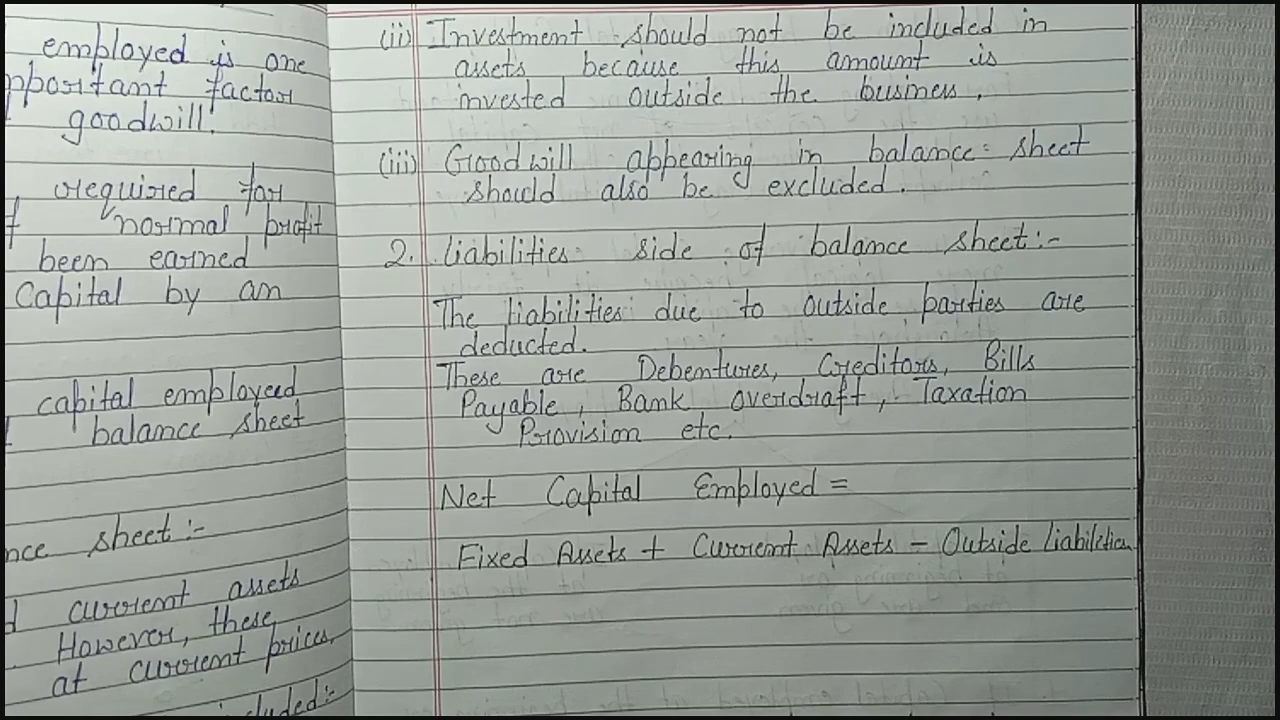 employed is one
important factor
goodwill.
required for
normal profit
been earned
Capital by an
capital employed
balance sheet
sheet :-
current assets
However, these
at current prices.
(ii) Investment should not be included in
assets because this amount is
invested outside the business.
(iii) Goodwill appearing in balance sheet
should also be excluded.
2. Liabilities side of balance sheet :-
The liabilities due to outside parties are
deducted.
These are Debentures, Creditors, Bills
Payable, Bank overdraft, Taxation
Provision etc.
Net Capital Employed =
Fixed Assets + Current Assets - Outside Liabilities